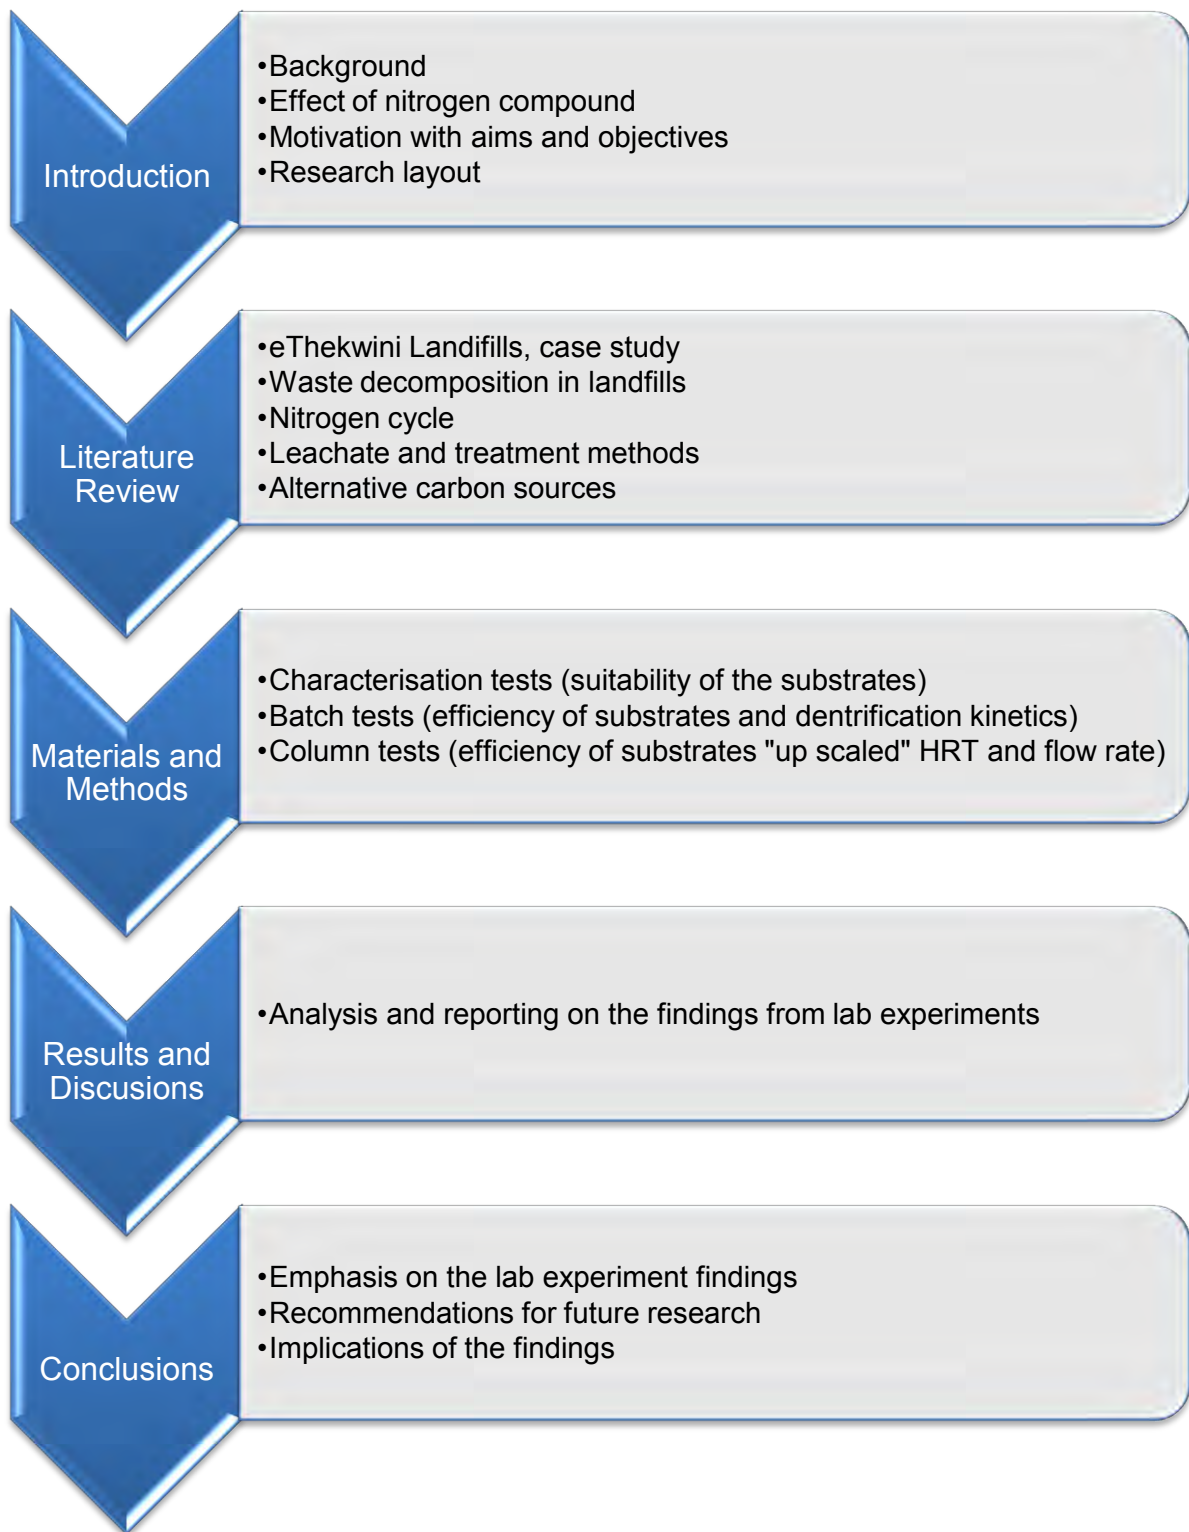 Introduction
•Background
•Effect of nitrogen compound
•Motivation with aims and objectives
•Research layout
Literature
Review
•eThekwini Landifills, case study
•Waste decomposition in landfills
•Nitrogen cycle
•Leachate and treatment methods
•Alternative carbon sources
Materials and
Methods
•Characterisation tests (suitability of the substrates)
•Batch tests (efficiency of substrates and dentrification kinetics)
•Column tests (efficiency of substrates "up scaled" HRT and flow rate)
Results and
Discusions
•Analysis and reporting on the findings from lab experiments
Conclusions
•Emphasis on the lab experiment findings
•Recommendations for future research
•Implications of the findings